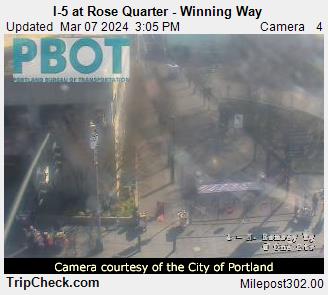 I-5 at Rose Quarter - Winning Way
Updated Mar 07 2024 3:05 PM Camera 4
PBOT
PORTLAND BUREAU OF TRANSPORTATION
Camera courtesy of the City of Portland
TripCheck.com Milepost302.00